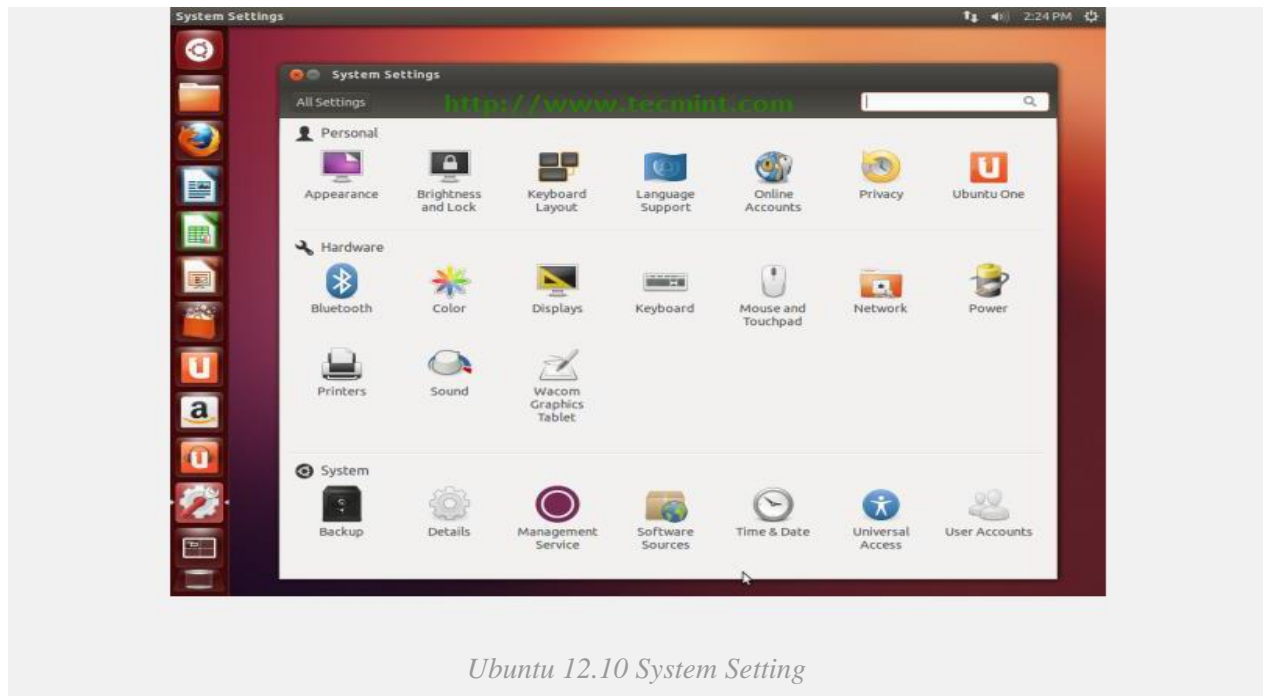 System Settings
2:24 PM
System Settings
All Settings
http://www.tecmint.com
Personal
Appearance
Brightness and Lock
Keyboard Layout
Language Support
Online Accounts
Privacy
Ubuntu One
Hardware
Bluetooth
Color
Displays
Keyboard
Mouse and Touchpad
Network
Power
Printers
Sound
Wacom Graphics Tablet
System
Backup
Details
Management Service
Software Sources
Time & Date
Universal Access
User Accounts
Ubuntu 12.10 System Setting